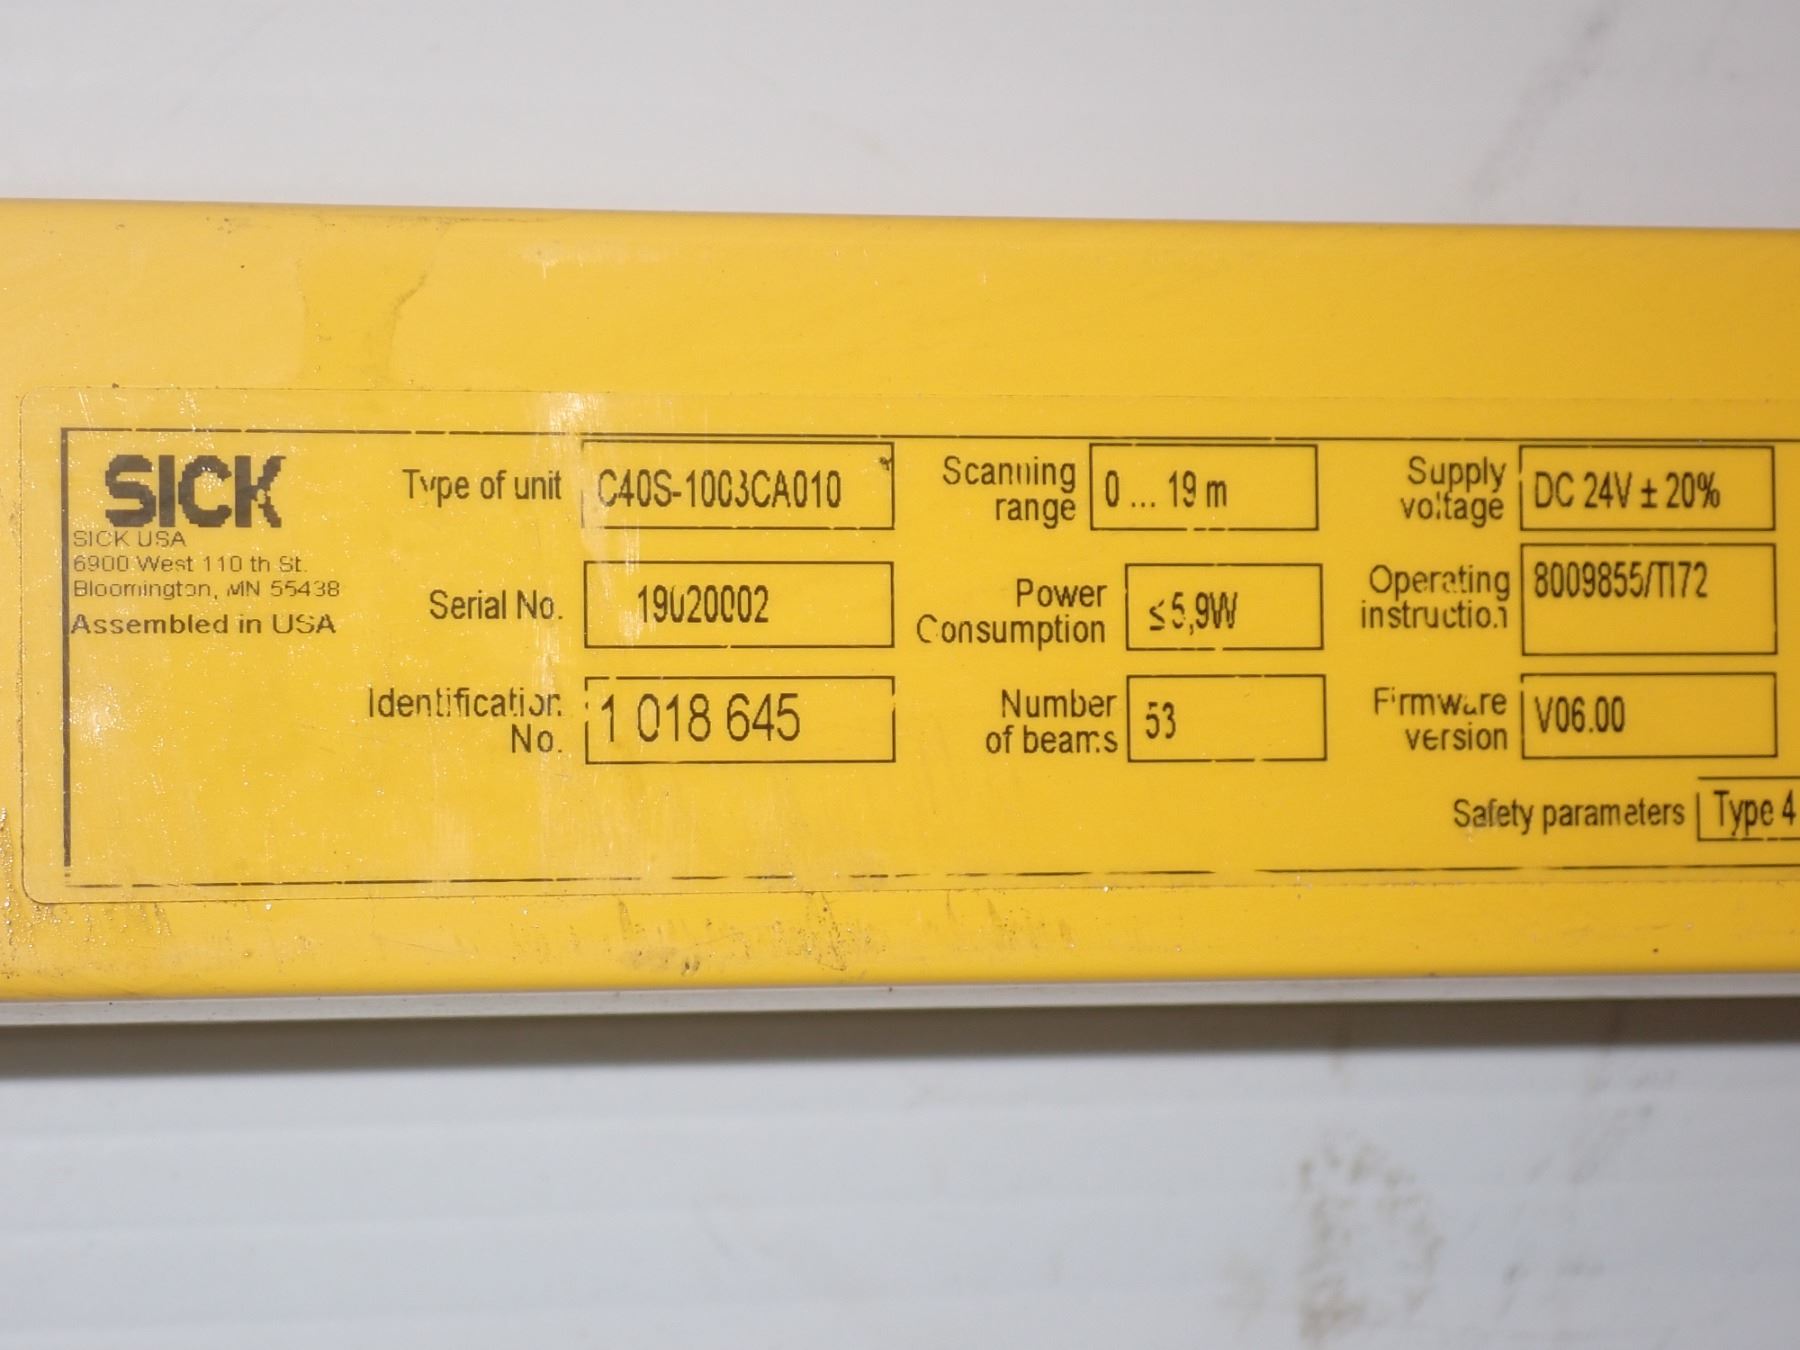 SICK
SICK USA
6900 West 110 th St.
Bloomington, MN 55438
Assembled in USA
Type of unit C40S-1003CA010
Serial No. 19020002
Identification
No. 1 018 645
Scanning
range 0 ... 19 m
Power
Consumption ≤ 5,9W
Number
of beams 53
Supply
voltage DC 24V ± 20%
Operating
instruction 8009855/TI72
Firmware
version V06.00
Safety parameters Type 4